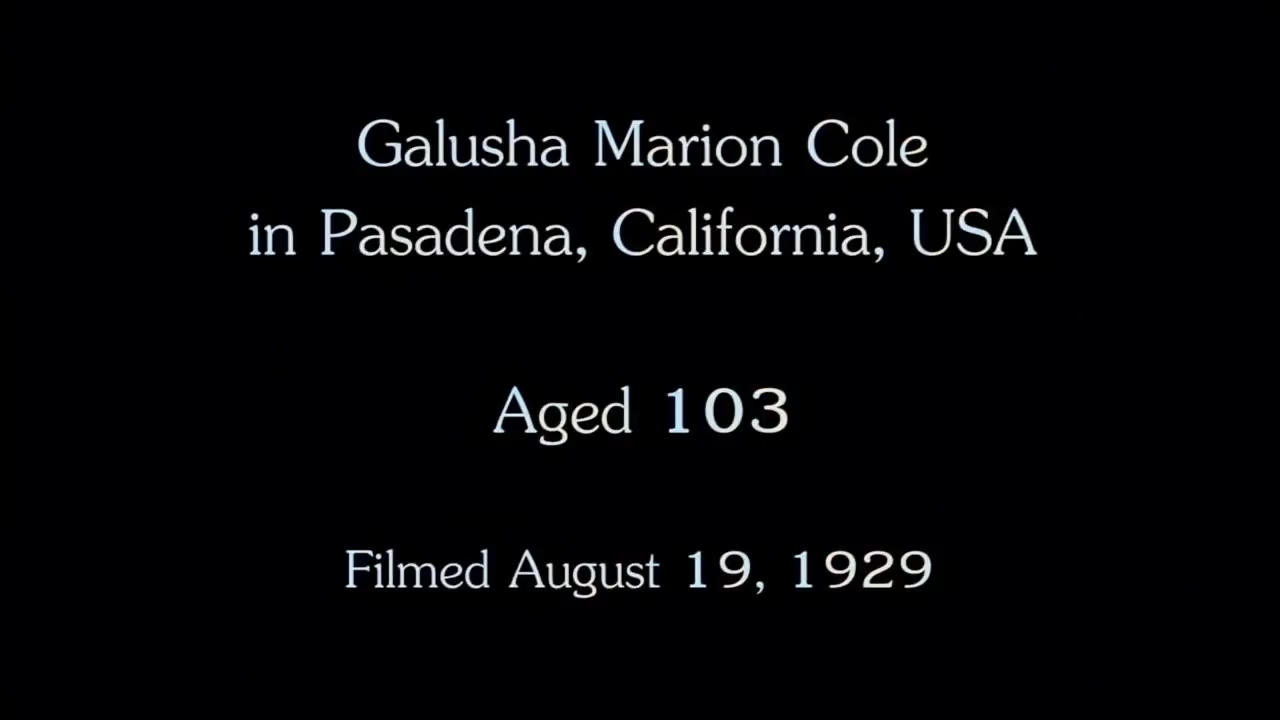 Galusha Marion Cole
in Pasadena, California, USA
Aged 103
Filmed August 19, 1929